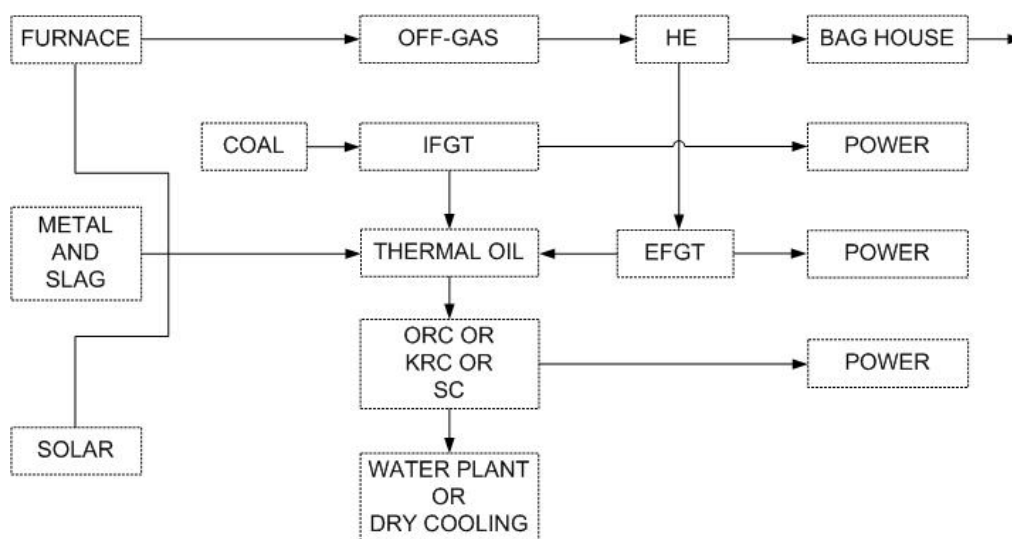 FURNACE
OFF-GAS
HE
BAG HOUSE
COAL
IFGT
POWER
METAL
AND
SLAG
THERMAL OIL
EFGT
POWER
ORC OR
KRC OR
SC
POWER
SOLAR
WATER PLANT
OR
DRY COOLING